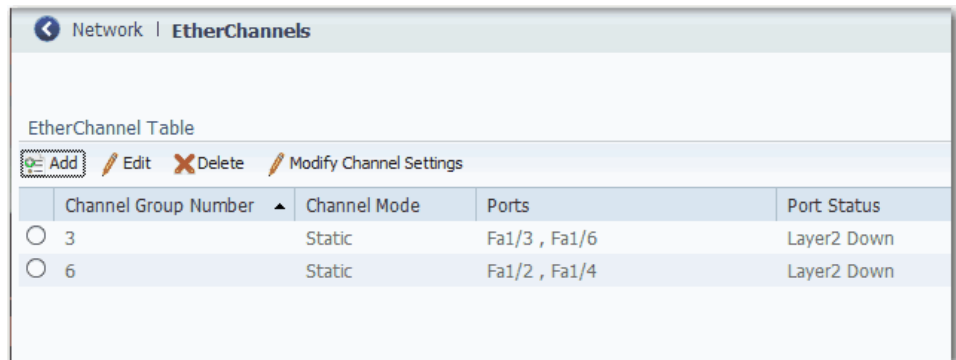 Network | EtherChannels
EtherChannel Table
Add Edit Delete Modify Channel Settings
Channel Group Number Channel Mode Ports Port Status
3 Static Fa1/3 , Fa1/6 Layer2 Down
6 Static Fa1/2 , Fa1/4 Layer2 Down